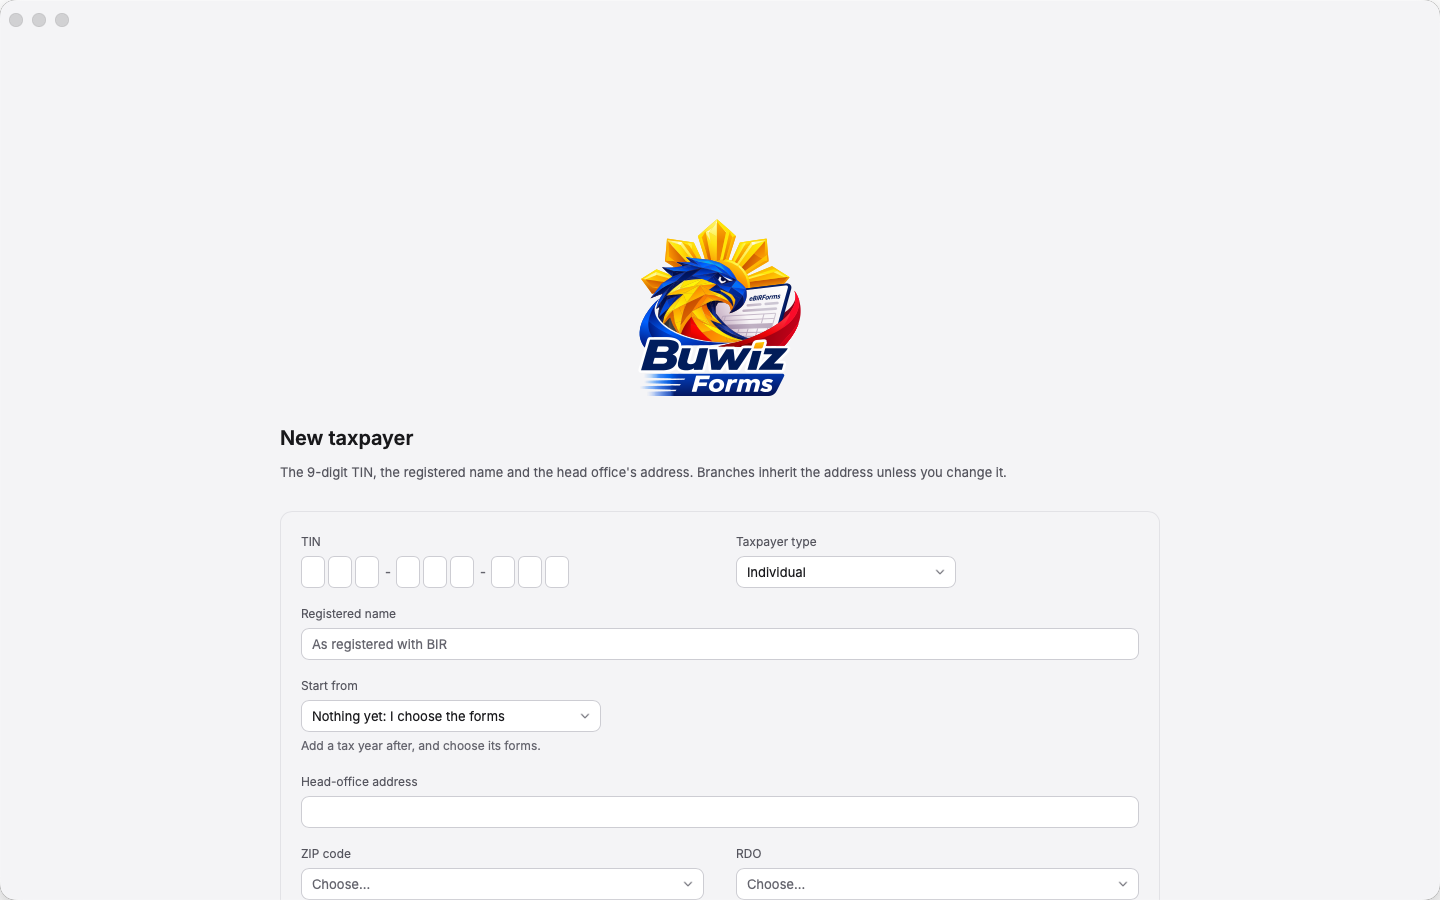 eBIRForms
Buwiz
Forms
New taxpayer
The 9-digit TIN, the registered name and the head office's address. Branches inherit the address unless you change it.
TIN
Taxpayer type
- -
Individual
Registered name
As registered with BIR
Start from
Nothing yet: I choose the forms
Add a tax year after, and choose its forms.
Head-office address
ZIP code
RDO
Choose...
Choose...